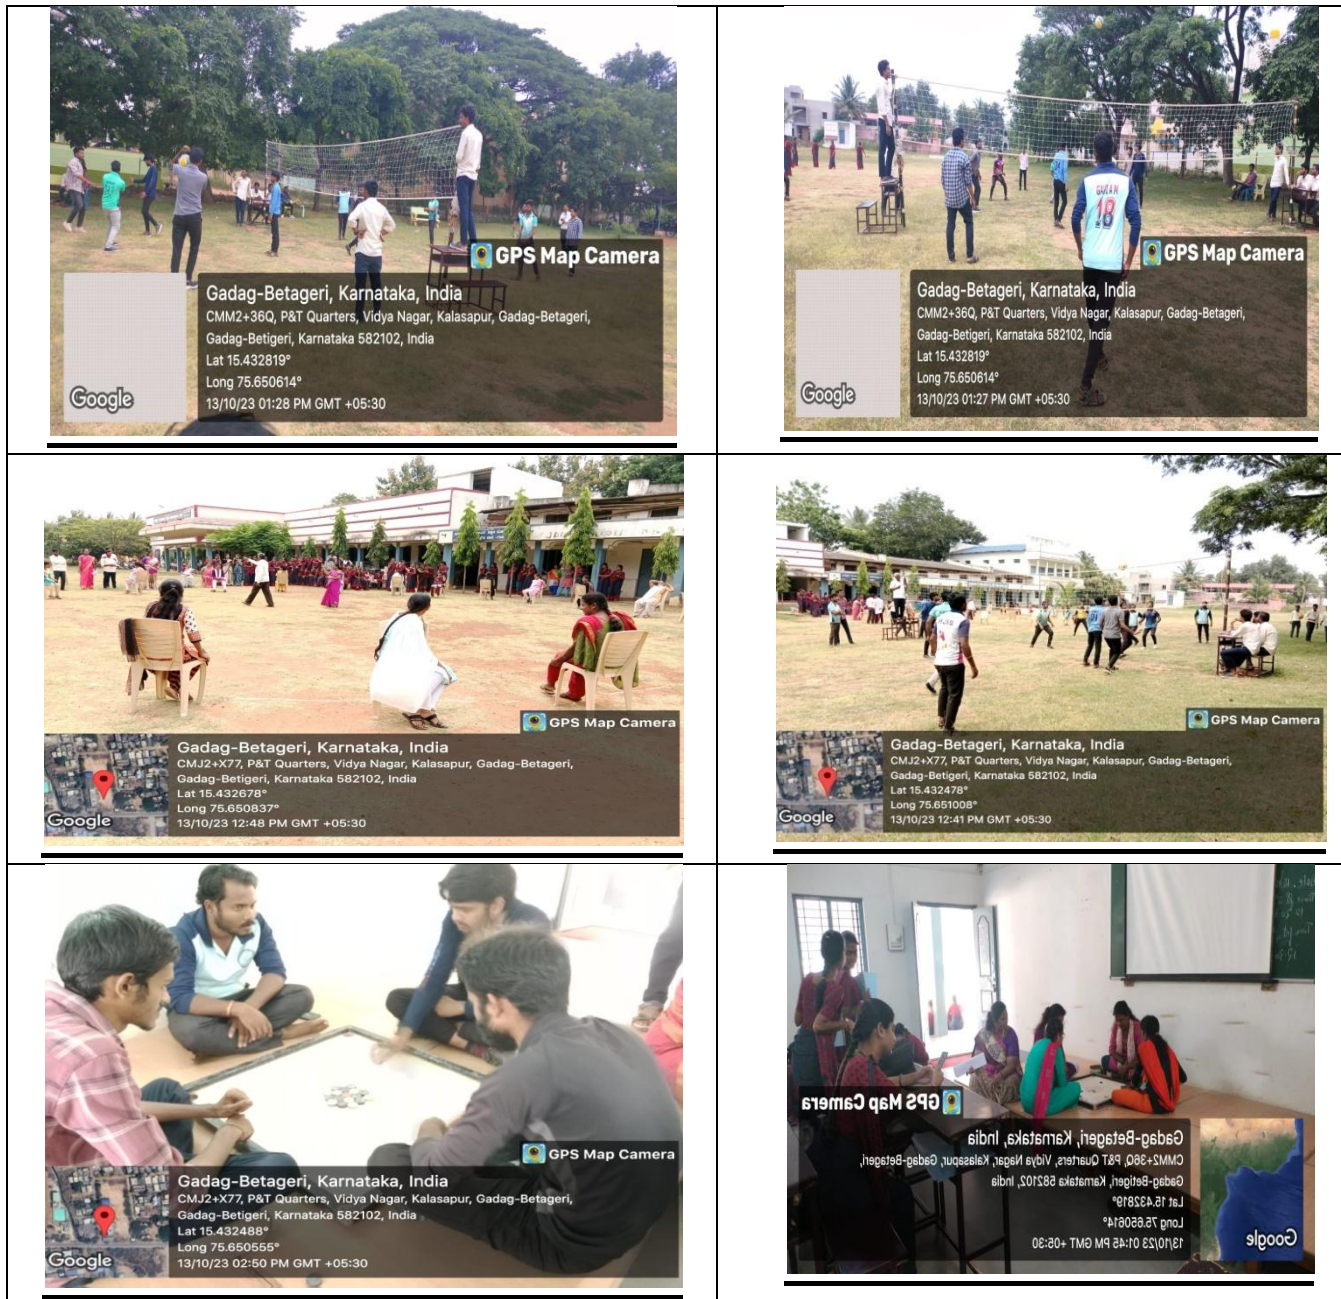 GPS Map Camera
Gadag-Betageri, Karnataka, India
CMM2+36Q, P&T Quarters, Vidya Nagar, Kalasapur, Gadag-Betageri,
Gadag-Betigeri, Karnataka 582102, India
Lat 15.432819°
Long 75.650614°
13/10/23 01:28 PM GMT +05:30
Google
GUJAN
18
GPS Map Camera
Gadag-Betageri, Karnataka, India
CMM2+36Q, P&T Quarters, Vidya Nagar, Kalasapur, Gadag-Betageri,
Gadag-Betigeri, Karnataka 582102, India
Lat 15.432819°
Long 75.650614°
13/10/23 01:27 PM GMT +05:30
Google
GPS Map Camera
Gadag-Betageri, Karnataka, India
CMJ2+X77, P&T Quarters, Vidya Nagar, Kalasapur, Gadag-Betageri,
Gadag-Betigeri, Karnataka 582102, India
Lat 15.432678°
Long 75.650837°
13/10/23 12:48 PM GMT +05:30
Google
GPS Map Camera
Gadag-Betageri, Karnataka, India
CMJ2+X77, P&T Quarters, Vidya Nagar, Kalasapur, Gadag-Betageri,
Gadag-Betigeri, Karnataka 582102, India
Lat 15.432478°
Long 75.651008°
13/10/23 12:41 PM GMT +05:30
Google
GPS Map Camera
Gadag-Betageri, Karnataka, India
CMJ2+X77, P&T Quarters, Vidya Nagar, Kalasapur, Gadag-Betageri,
Gadag-Betigeri, Karnataka 582102, India
Lat 15.432488°
Long 75.650555°
13/10/23 02:50 PM GMT +05:30
Google
GPS Map Camera
Gadag-Betageri, Karnataka, India
CMM2+36Q, P&T Quarters, Vidya Nagar, Kalasapur, Gadag-Betageri,
Gadag-Betigeri, Karnataka 582102, India
Lat 15.432819°
Long 75.650614°
13/10/23 01:45 PM GMT +05:30
Google